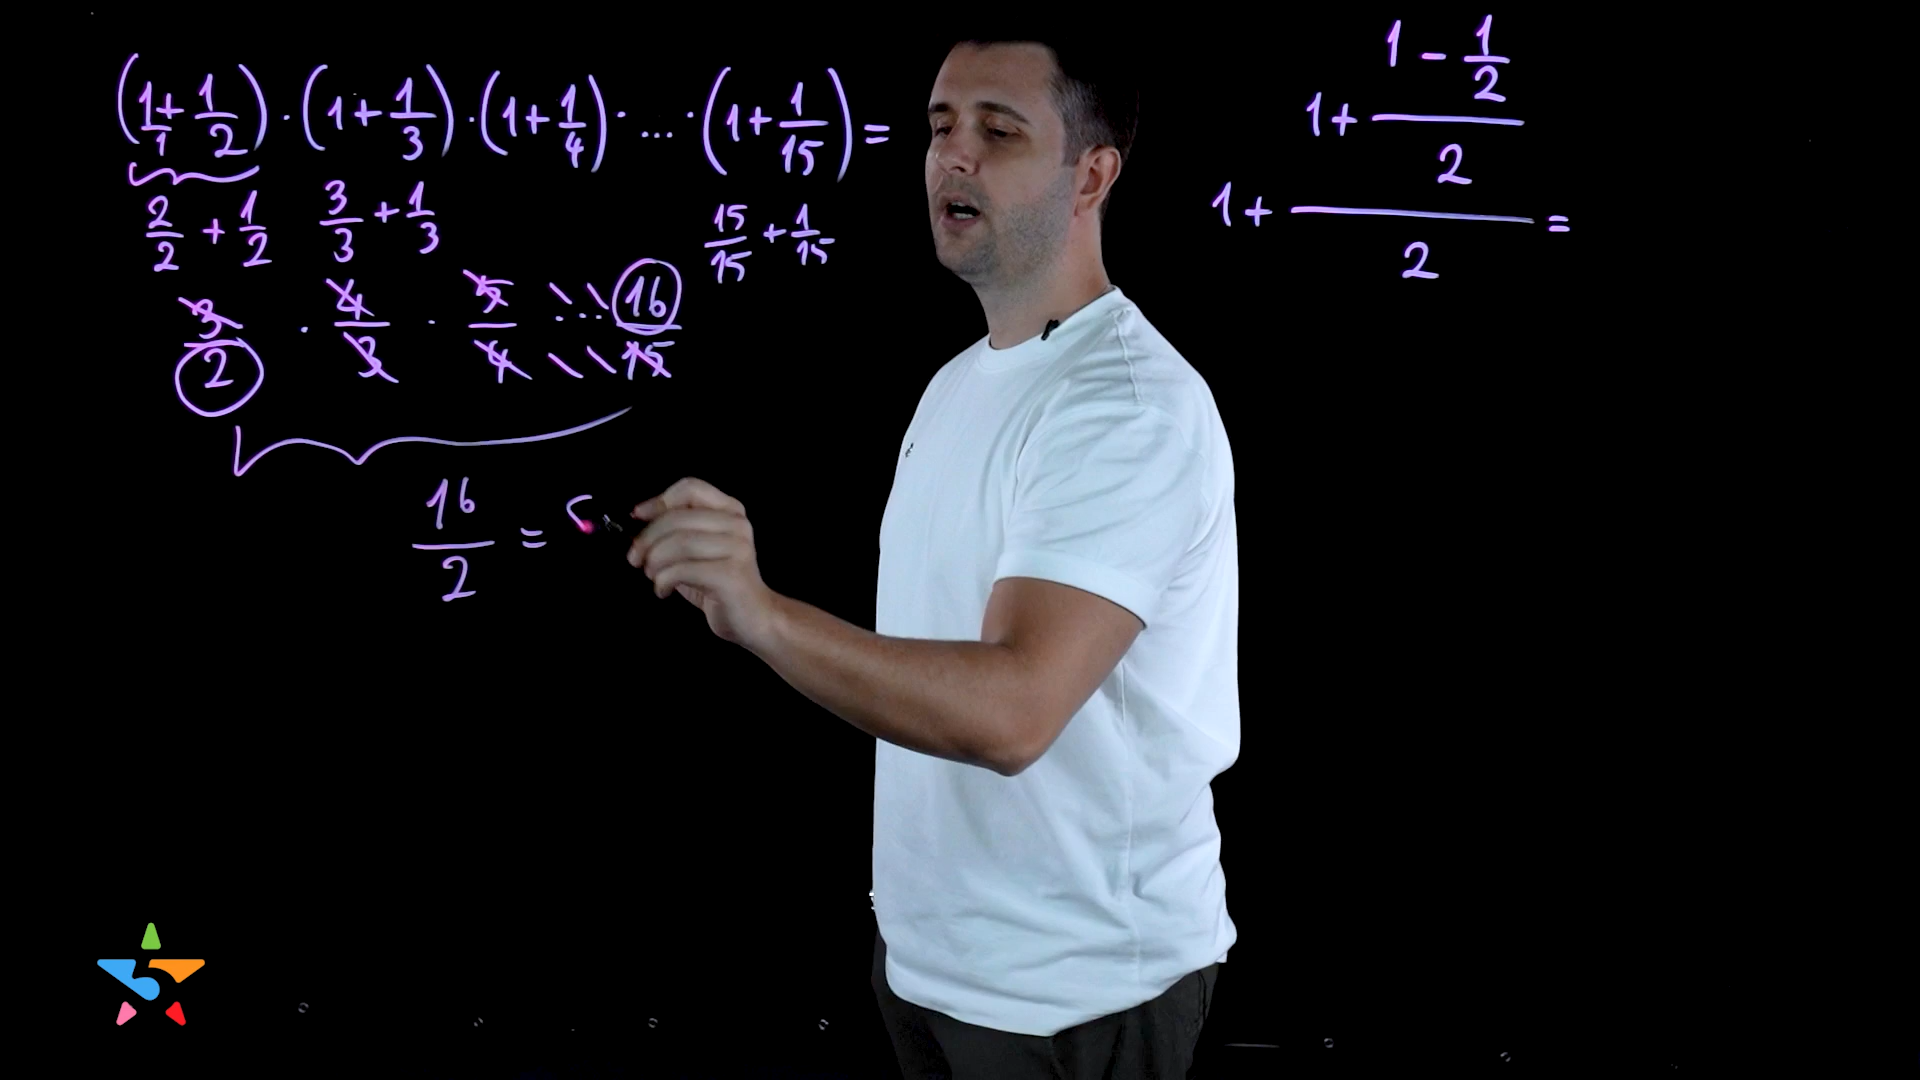 (1/1 + 1/2) · (1 + 1/3) · (1 + 1/4) · ... · (1 + 1/15) =
2/2 + 1/2 3/3 + 1/3 15/15 + 1/15
3/2 · 4/3 · 5/4 ... 16/15
16/2 =
1 + (1 + (1 - 1/2)/2)/2 =
5